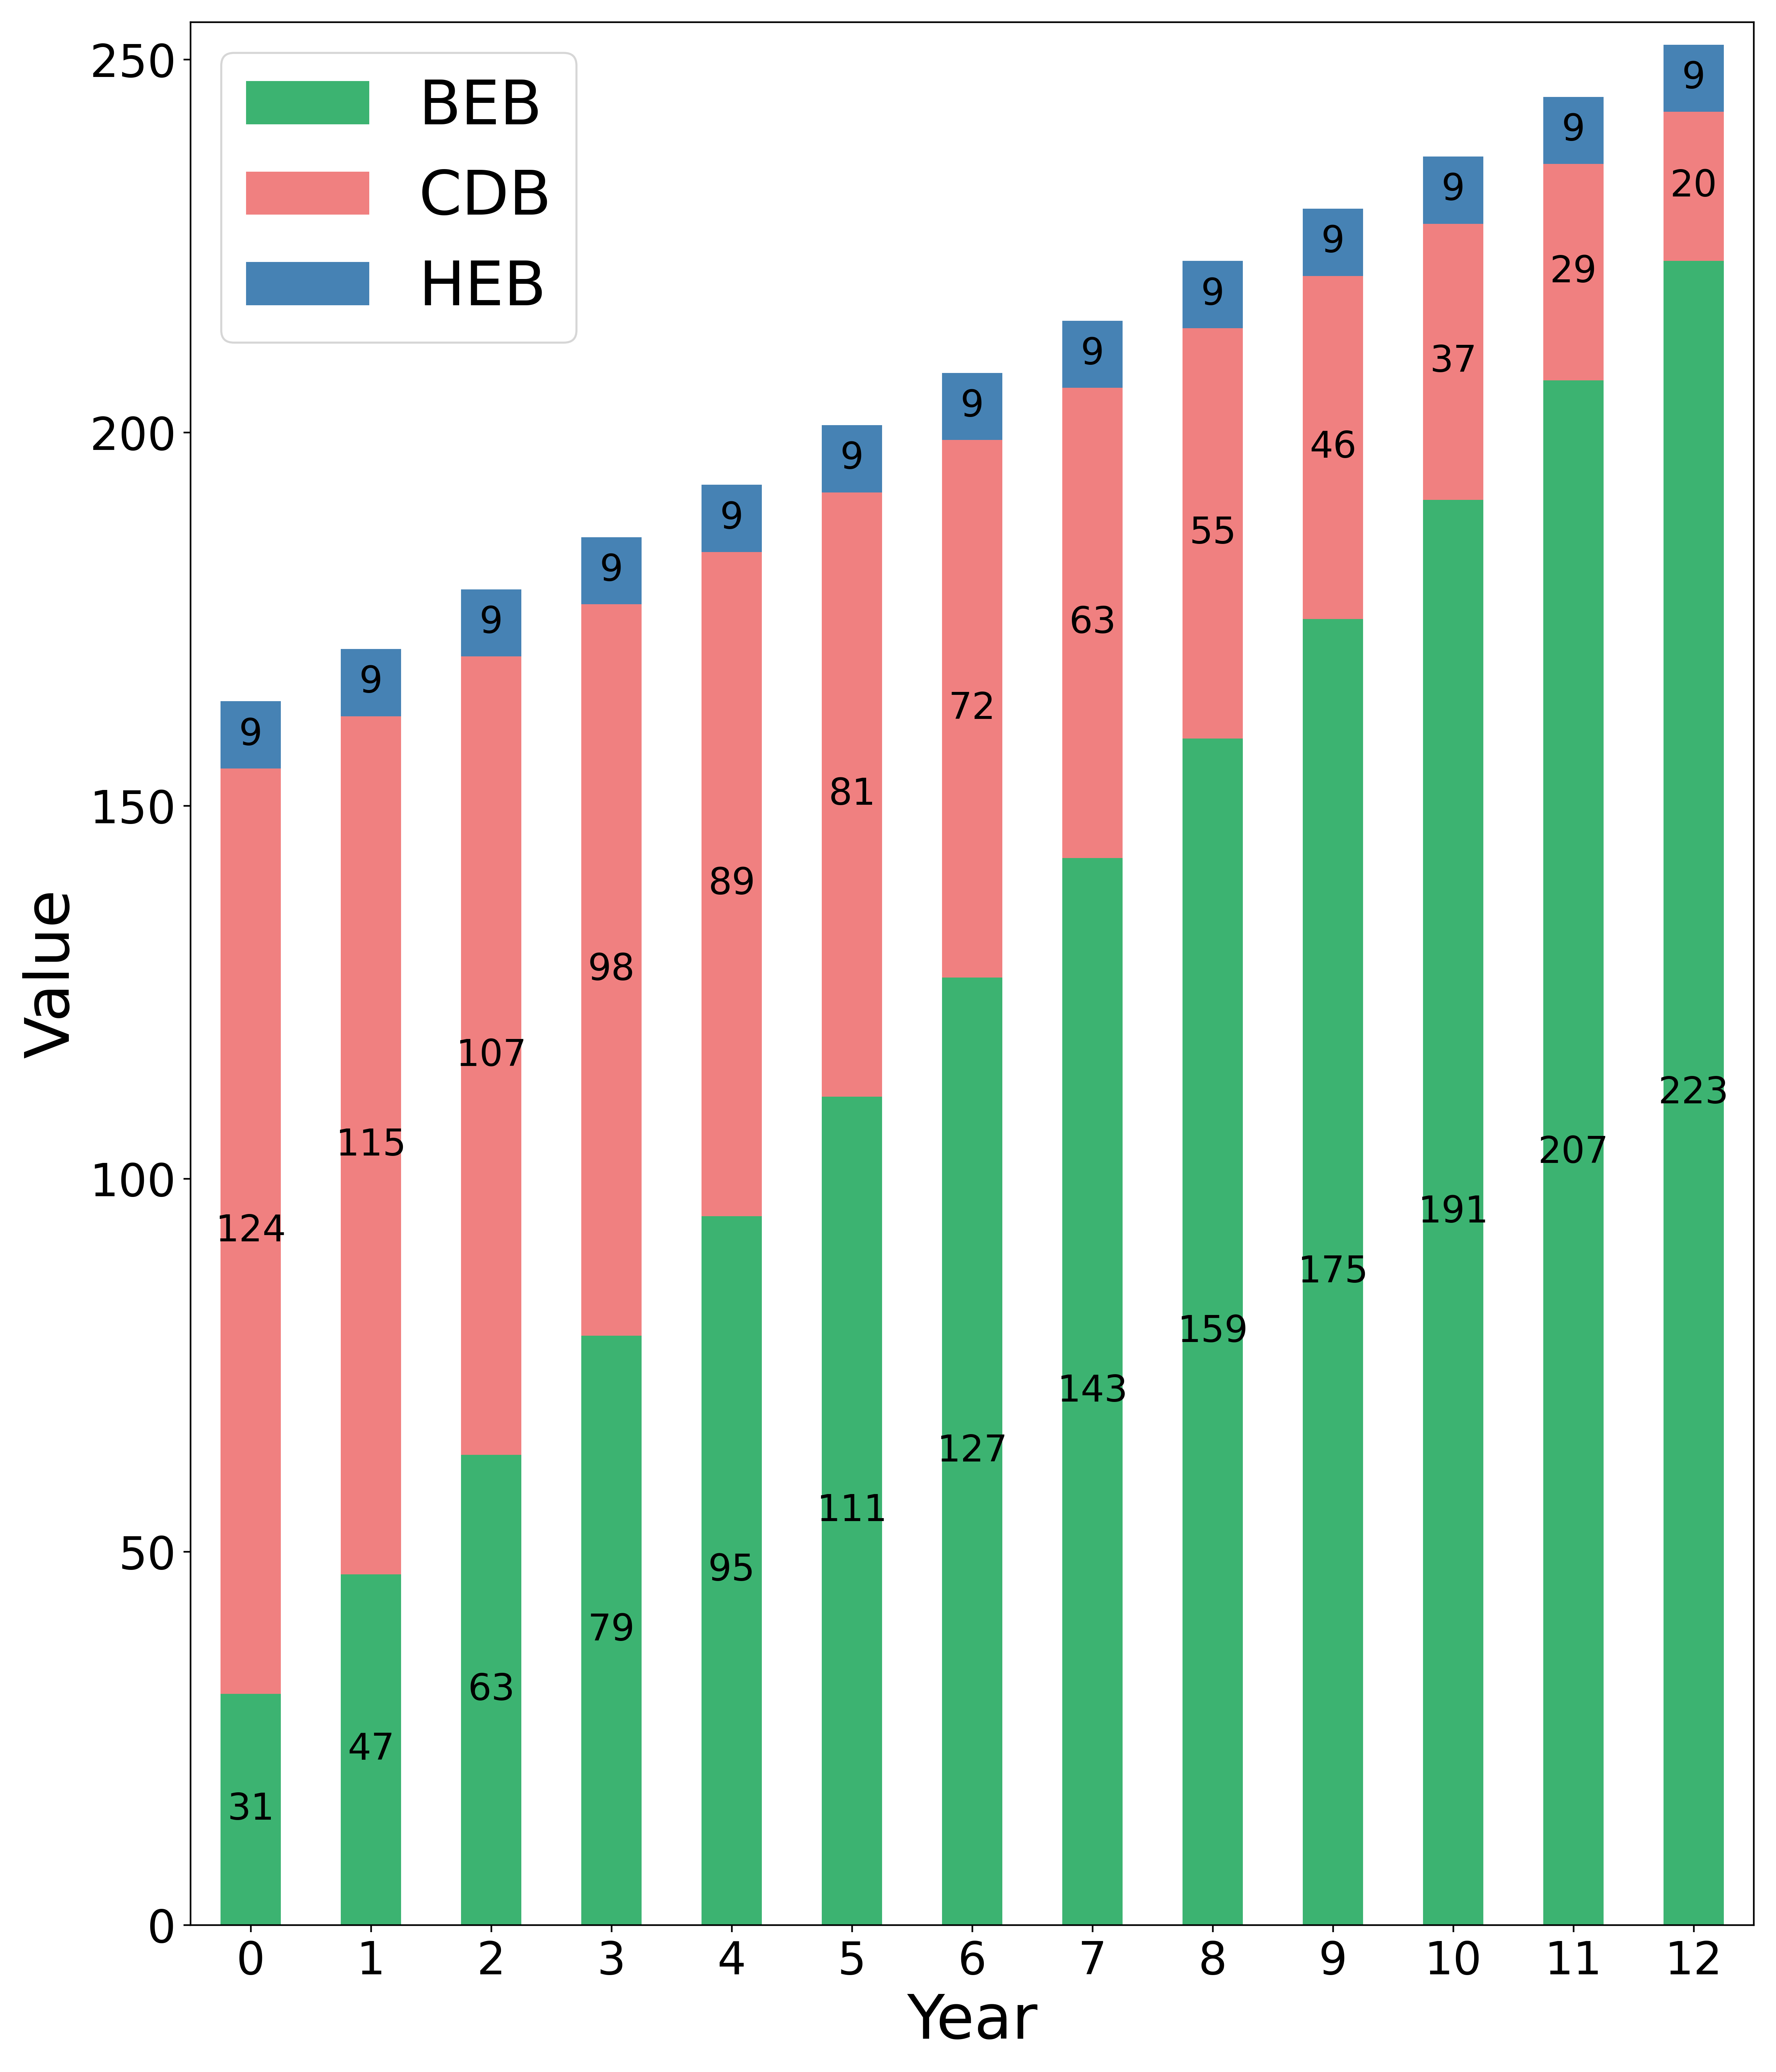 BEB
CDB
HEB
Value
250
200
150
100
50
0
9 9 9 9 9 9 9 9 9 9 9 9 9
124 115 107 98 89 81 72 63 55 46 37 29 20
31 47 63 79 95 111 127 143 159 175 191 207 223
0 1 2 3 4 5 6 7 8 9 10 11 12
Year